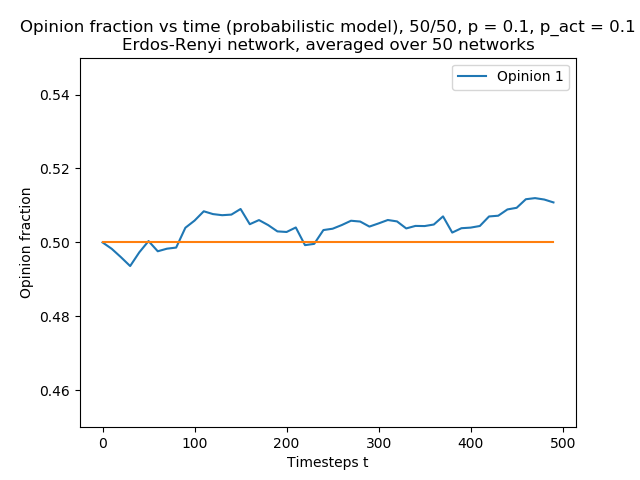 Opinion fraction vs time (probabilistic model), 50/50, p = 0.1, p_act = 0.1
Erdos-Renyi network, averaged over 50 networks
Opinion 1
0.54
0.52
0.50
0.48
0.46
Opinion fraction
0
100
200
300
400
500
Timesteps t